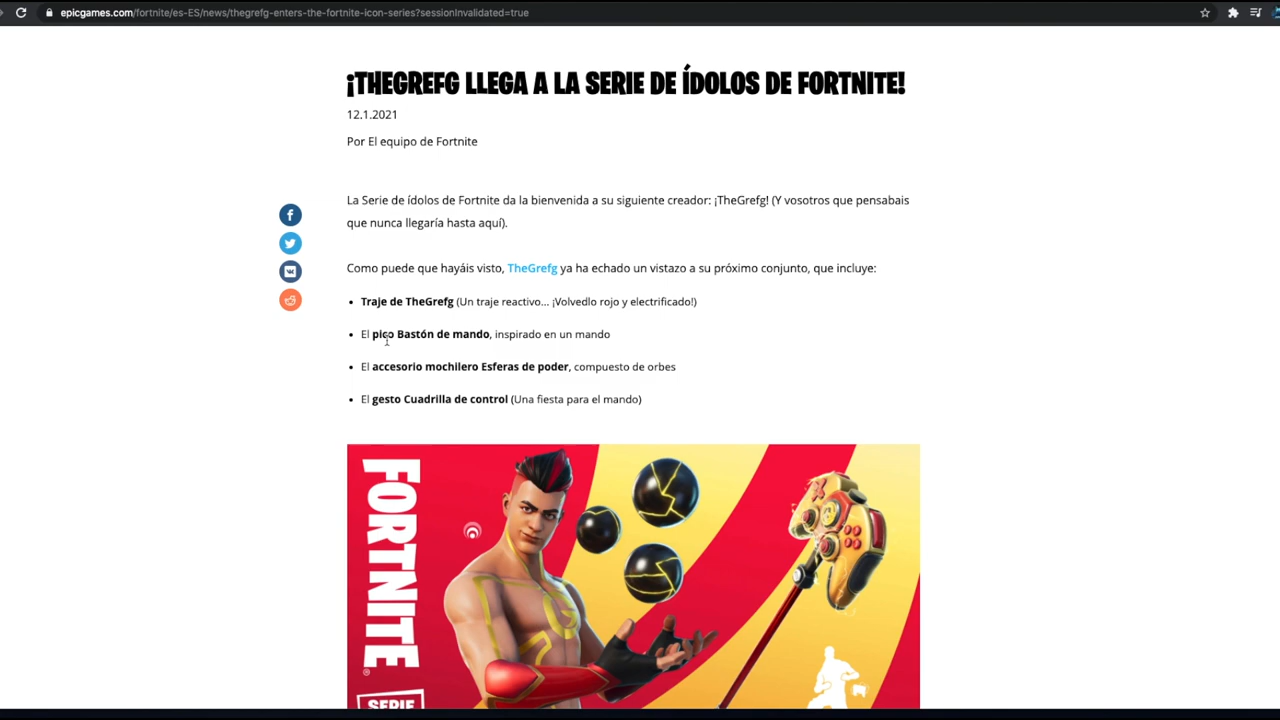 epicgames.com/fortnite/es-ES/news/thegrefg-enters-the-fortnite-icon-series?sessionInvalidated=true
¡THEGREFG LLEGA A LA SERIE DE ÍDOLOS DE FORTNITE!
12.1.2021
Por El equipo de Fortnite
La Serie de ídolos de Fortnite da la bienvenida a su siguiente creador: ¡TheGrefg! (Y vosotros que pensabais
que nunca llegaría hasta aquí).
Como puede que hayáis visto, TheGrefg ya ha echado un vistazo a su próximo conjunto, que incluye:
• Traje de TheGrefg (Un traje reactivo... ¡Volvedlo rojo y electrificado!)
• El pico Bastón de mando, inspirado en un mando
• El accesorio mochilero Esferas de poder, compuesto de orbes
• El gesto Cuadrilla de control (Una fiesta para el mando)
FORTNITE
SERIE